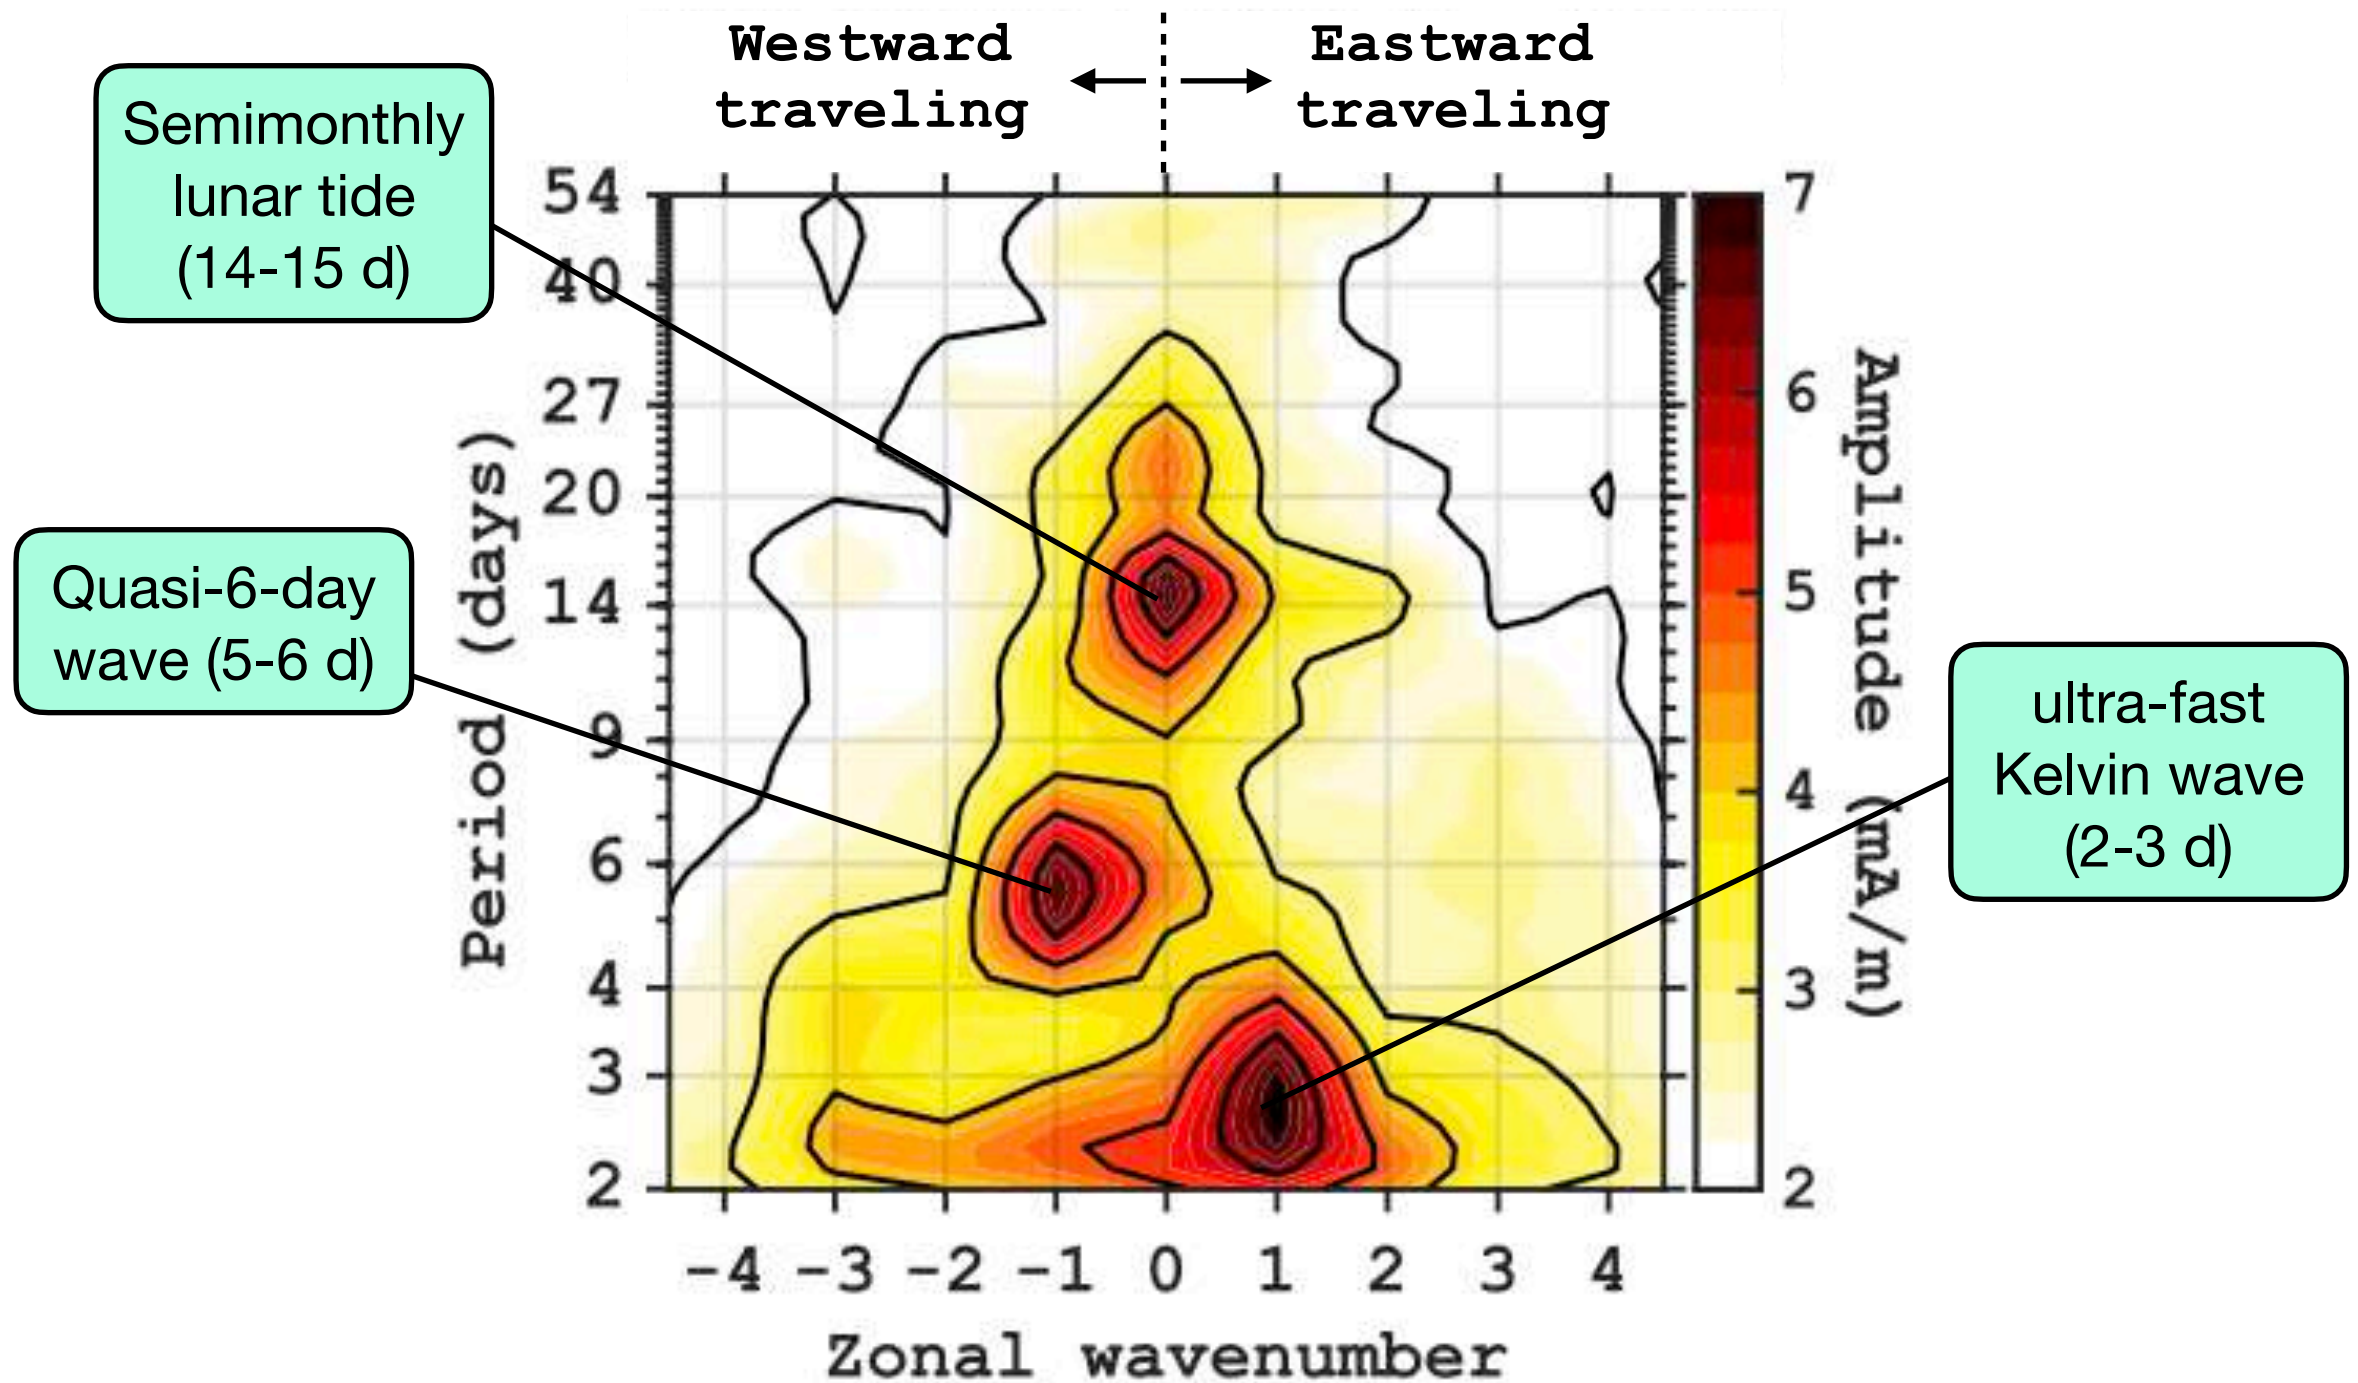 Westward
traveling
Eastward
traveling
Semimonthly
lunar tide
(14-15 d)
Quasi-6-day
wave (5-6 d)
ultra-fast
Kelvin wave
(2-3 d)
Period (days)
54
40
27
20
14
9
6
4
3
2
-4 -3 -2 -1 0 1 2 3 4
Zonal wavenumber
7
6
5
4
3
2
Amplitude (mA/m)